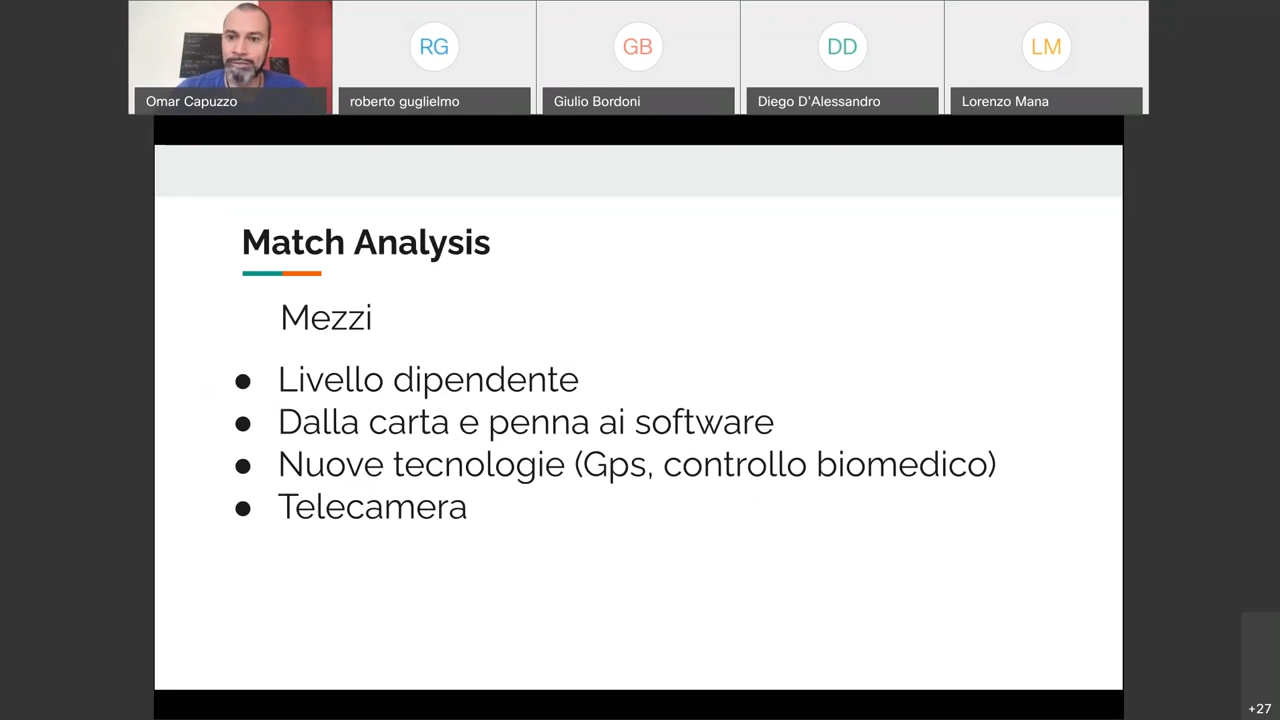 RG
GB
DD
LM
Omar Capuzzo
roberto guglielmo
Giulio Bordoni
Diego D'Alessandro
Lorenzo Mana
Match Analysis
Mezzi
● Livello dipendente
● Dalla carta e penna ai software
● Nuove tecnologie (Gps, controllo biomedico)
● Telecamera
+27